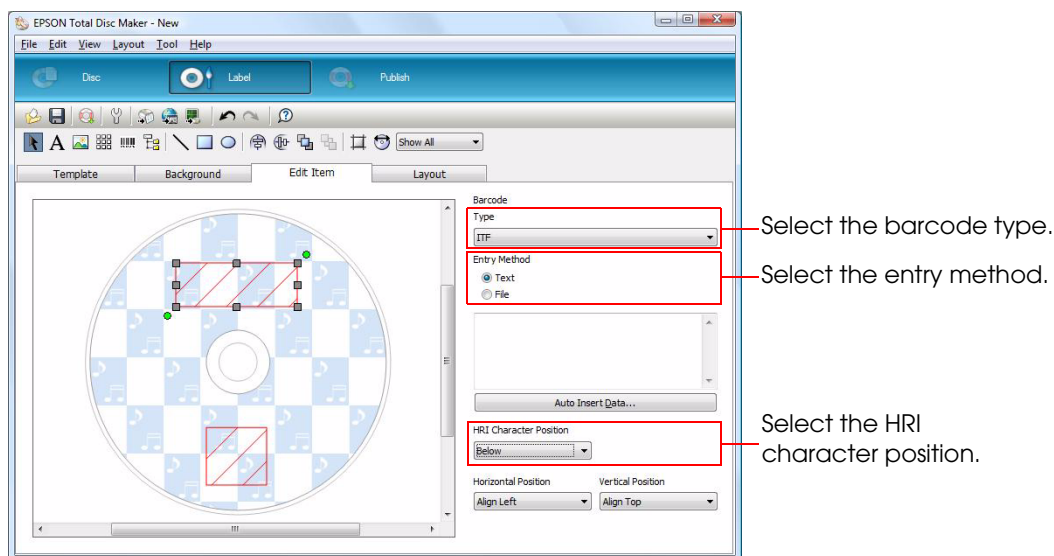 EPSON Total Disc Maker - New
File Edit View Layout Tool Help
Disc Label Publish
A Show All
Template Background Edit Item Layout
Barcode
Type
ITF
Select the barcode type.
Entry Method
Text
File
Select the entry method.
Auto Insert Data...
HRI Character Position
Below
Select the HRI
character position.
Horizontal Position Vertical Position
Align Left Align Top